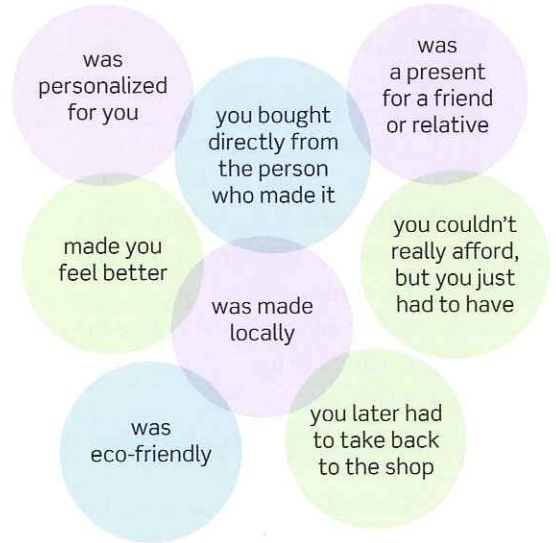 was
personalized
for you
was
a present
for a friend
or relative
you bought
directly from
the person
who made it
made you
feel better
you couldn't
really afford,
but you just
had to have
was made
locally
was
eco-friendly
you later had
to take back
to the shop